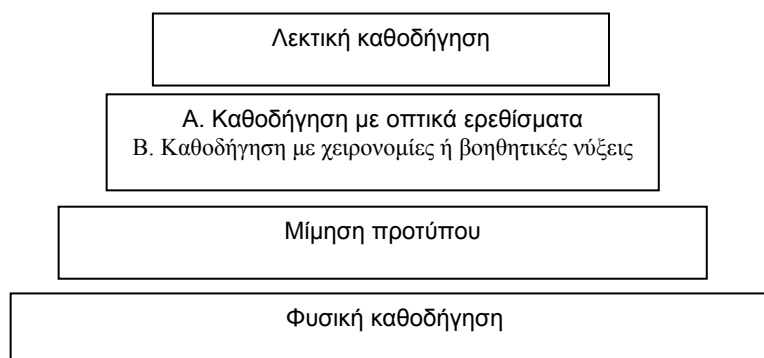 Λεκτική καθοδήγηση
Α. Καθοδήγηση με οπτικά ερεθίσματα
Β. Καθοδήγηση με χειρονομίες ή βοηθητικές νύξεις
Μίμηση προτύπου
Φυσική καθοδήγηση